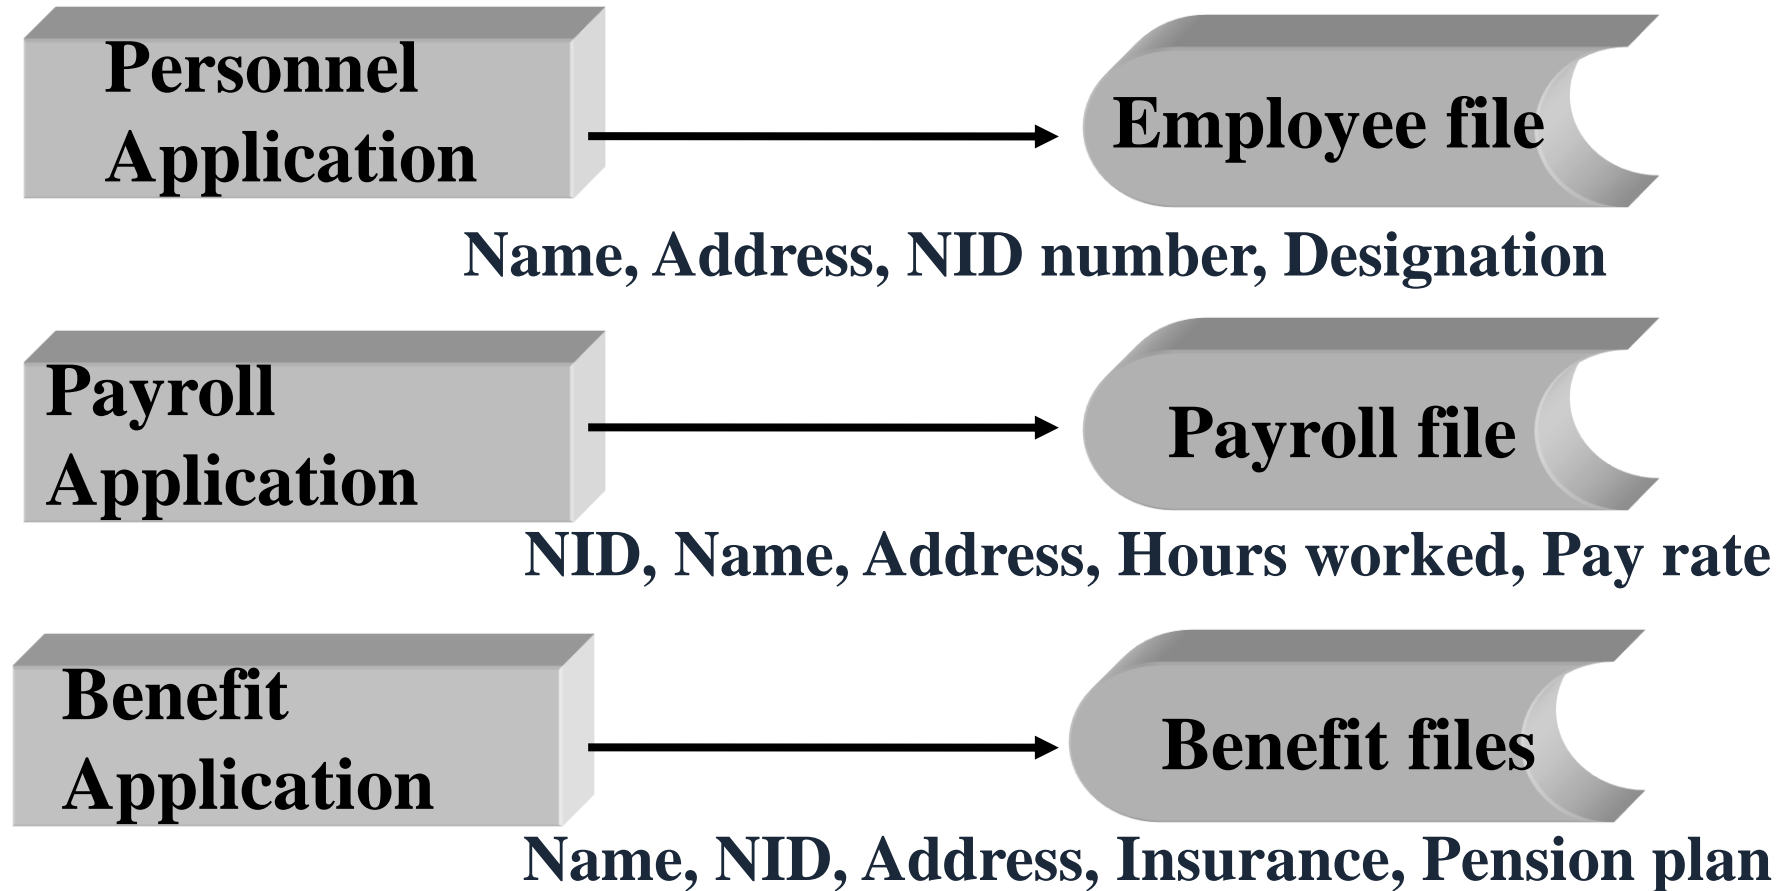 Personnel
Application
Employee file
Name, Address, NID number, Designation
Payroll
Application
Payroll file
NID, Name, Address, Hours worked, Pay rate
Benefit
Application
Benefit files
Name, NID, Address, Insurance, Pension plan